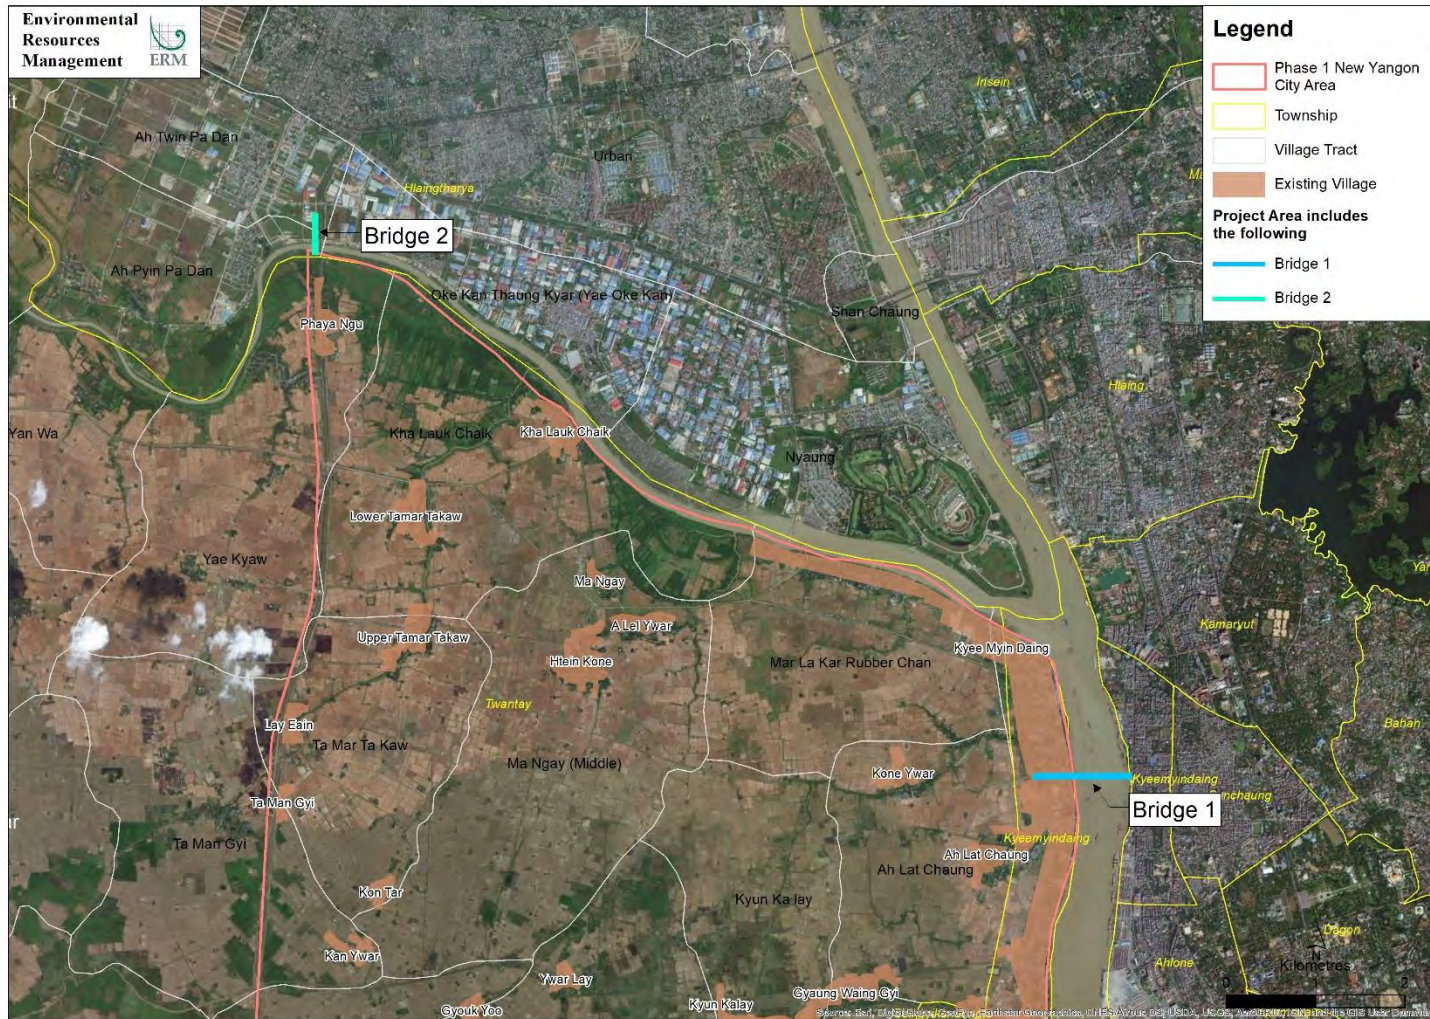 Environmental
Resources
Management
ERM
Legend
Phase 1 New Yangon
City Area
Township
Village Tract
Existing Village
Project Area includes
the following
Bridge 1
Bridge 2
Insein
Ah Twin Pa Dan
Urban
Hlaingtharya
Bridge 2
Ah Pyin Pa Dan
Oke Kan Thaung Kyar (Yae Oke Kan)
Shan Chaung
Phaya Ngu
Hlaing
Yan Wa
Kha Lauk Chaik
Kha Lauk Chaik
Nyaung
Lower Tamar Takaw
Yae Kyaw
Ma Ngay
A Lel Ywar
Kamaryut
Upper Tamar Takaw
Htein Kone
Mar La Kar Rubber Chan
Kyee Myin Daing
Twantay
Lay Eain
Ta Mar Ta Kaw
Ma Ngay (Middle)
Bahan
Kone Ywar
Kyeemyindaing
Ta Man Gyi
Bridge 1
Ta Man Gyi
Kyeemyindaing
Ah Lat Chaung
Ah Lat Chaung
Kon Tar
Kyun Ka lay
Dagon
Kan Ywar
N
Ahlone
Kilometres
Ywar Lay
Gyaung Waing Gyi
0 1 2
Gyouk Yoo
Kyun Kalay